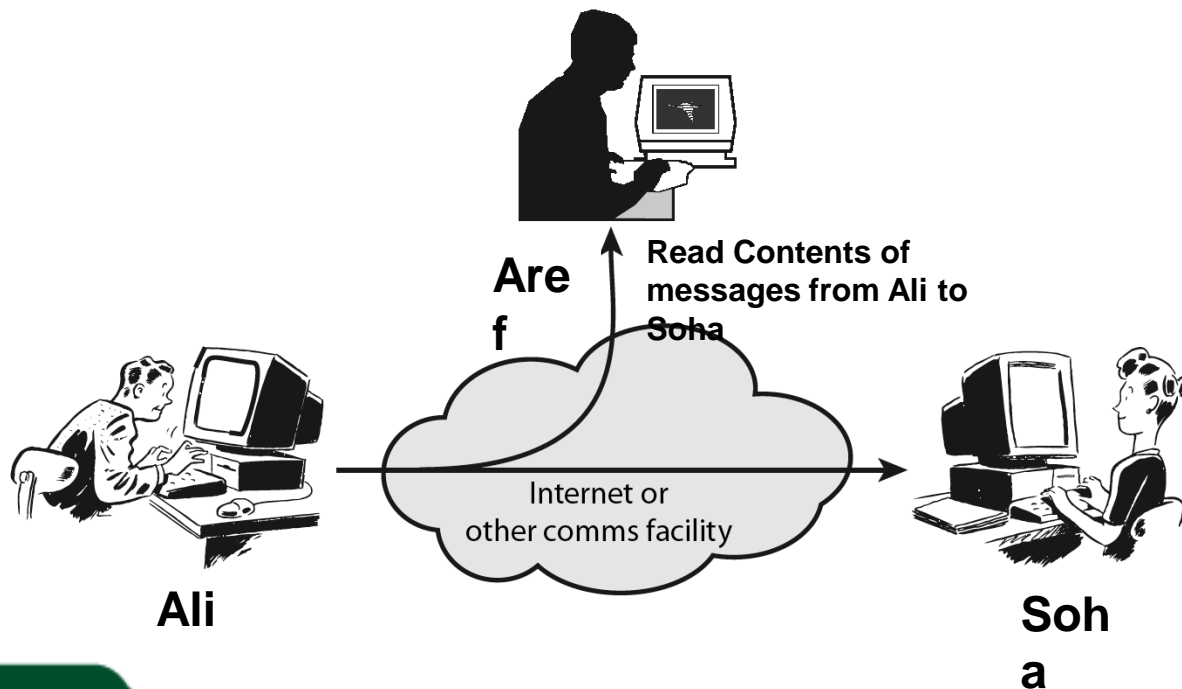 Are
f
Read Contents of
messages from Ali to
Soha
Internet or
other comms facility
Ali
Soh
a